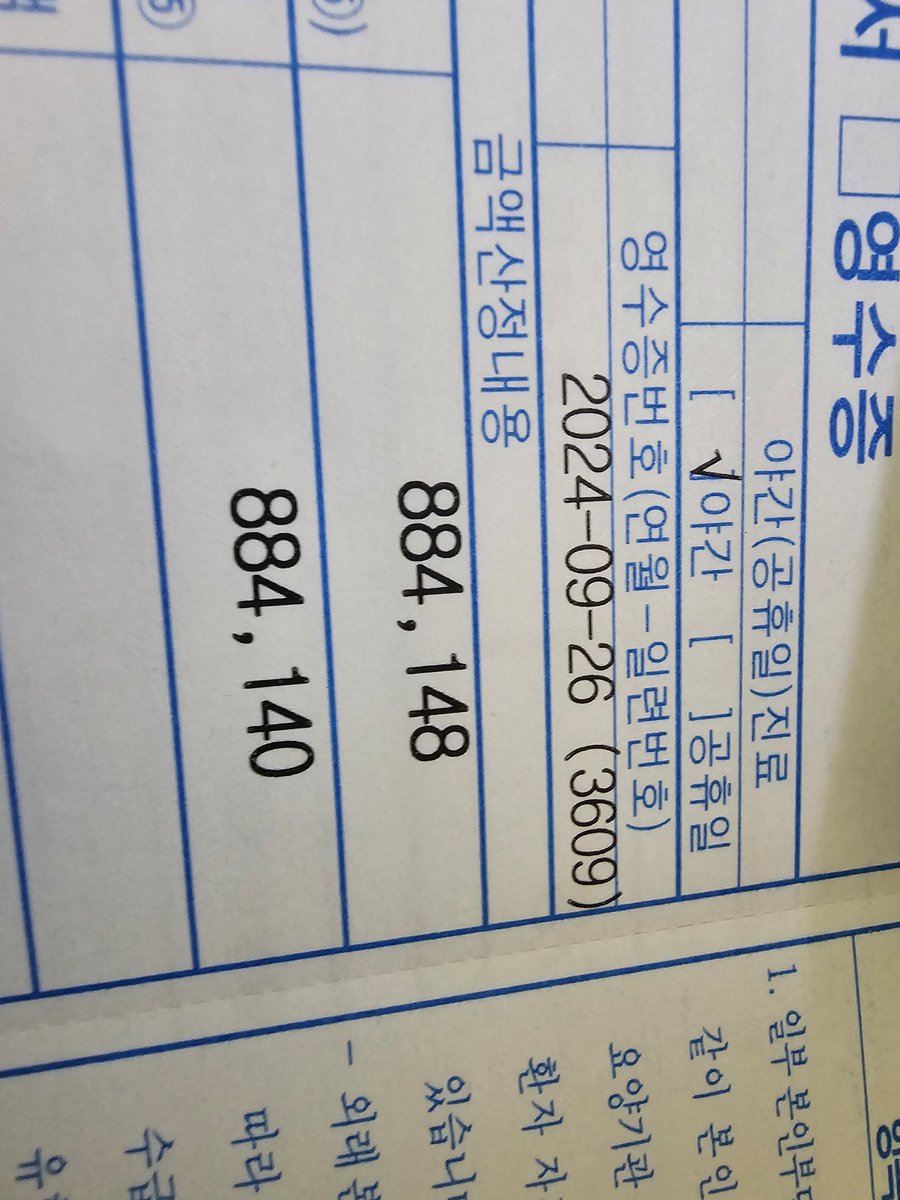 영수증
야간(공휴일)진료
[ √야간 [ ]공휴일
영수증번호(연월-일련번호)
2024-09-26 (3609)
금액산정내용
884,148
884,140
1. 일부 본인부
같이 본인
요양기관
환자
있습니
- 외래
따라